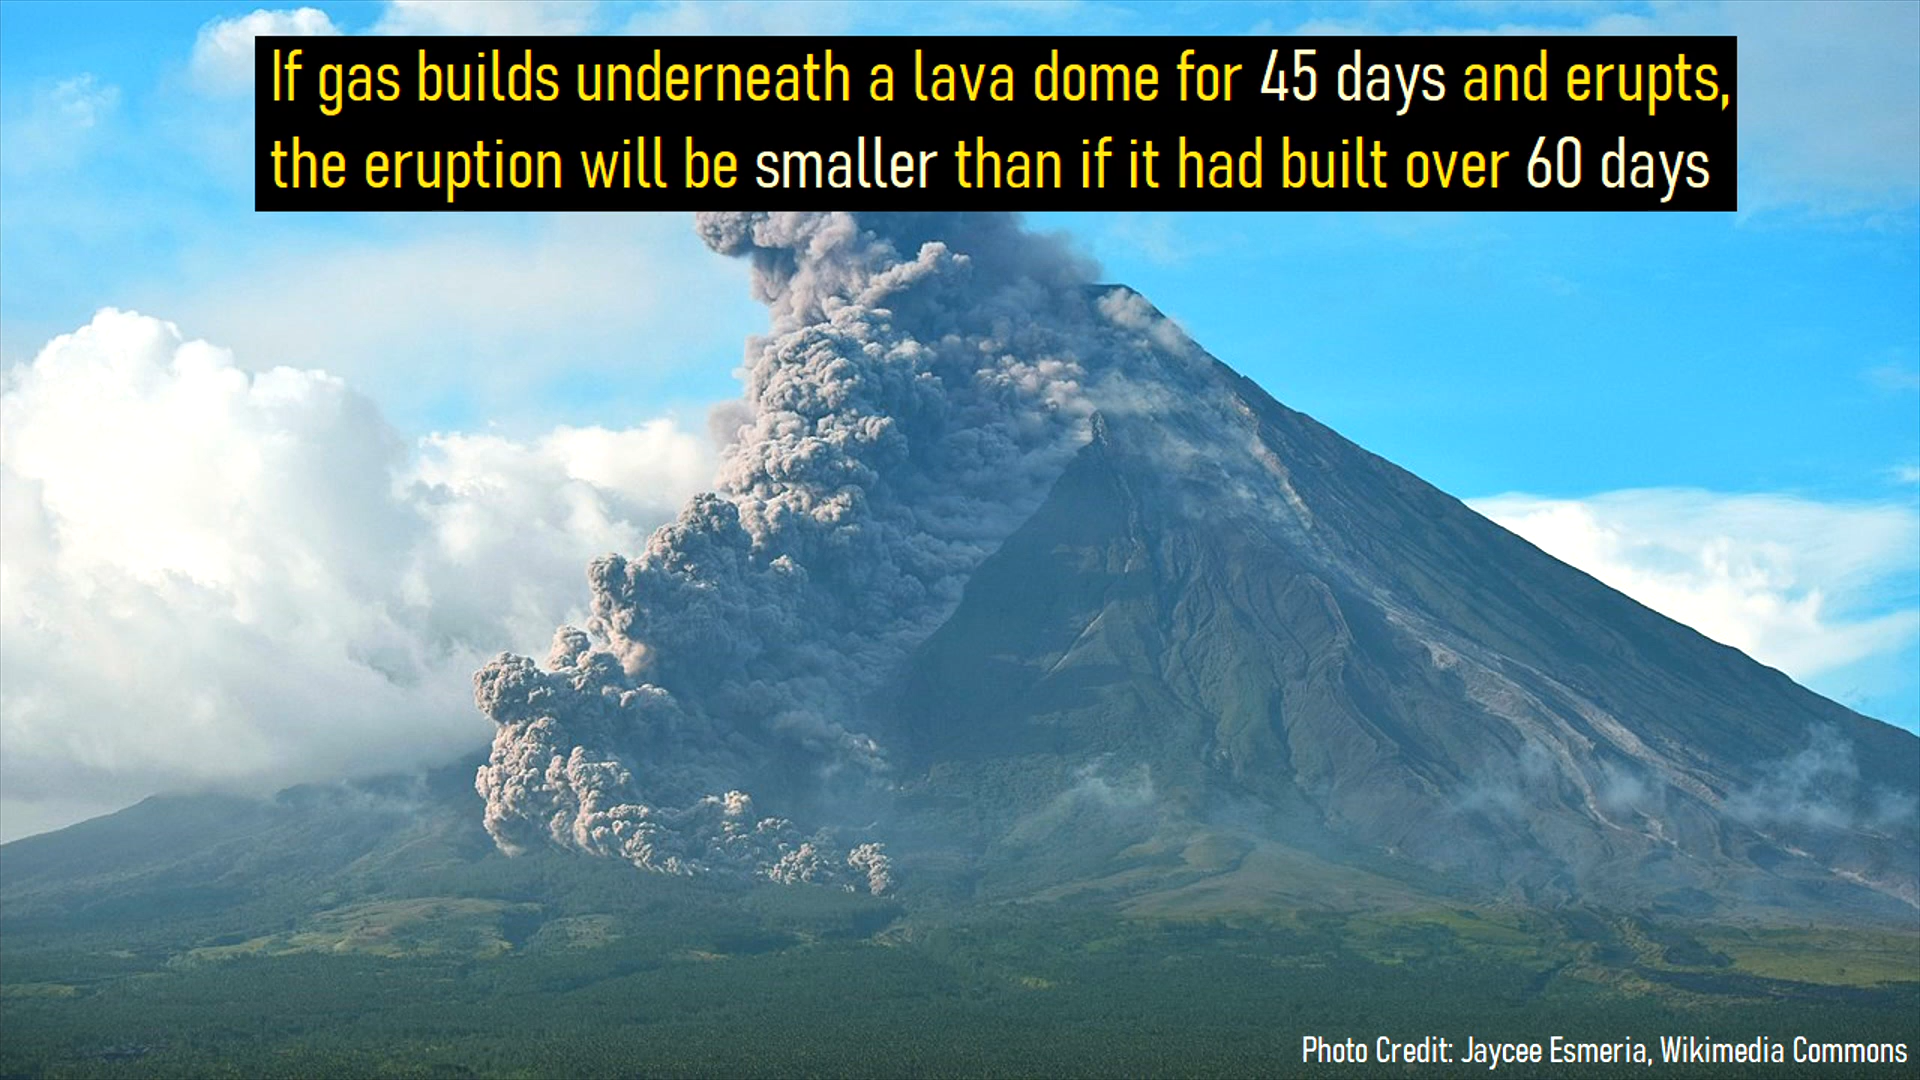 If gas builds underneath a lava dome for 45 days and erupts,
the eruption will be smaller than if it had built over 60 days
Photo Credit: Jaycee Esmeria, Wikimedia Commons